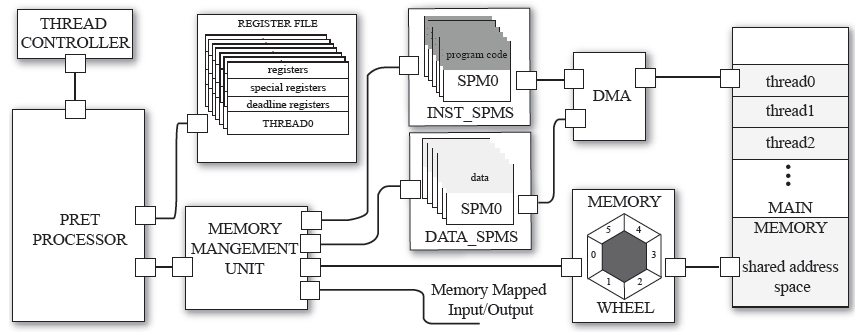 THREAD
CONTROLLER
PRET
PROCESSOR
REGISTER FILE
registers
special registers
deadline registers
THREAD0
MEMORY
MANGEMENT
UNIT
program code
SPM0
INST_SPMS
data
SPM0
DATA_SPMS
Memory Mapped
Input/Output
DMA
MEMORY
5 4
0 3
1 2
WHEEL
thread0
thread1
thread2
MAIN
MEMORY
shared address
space